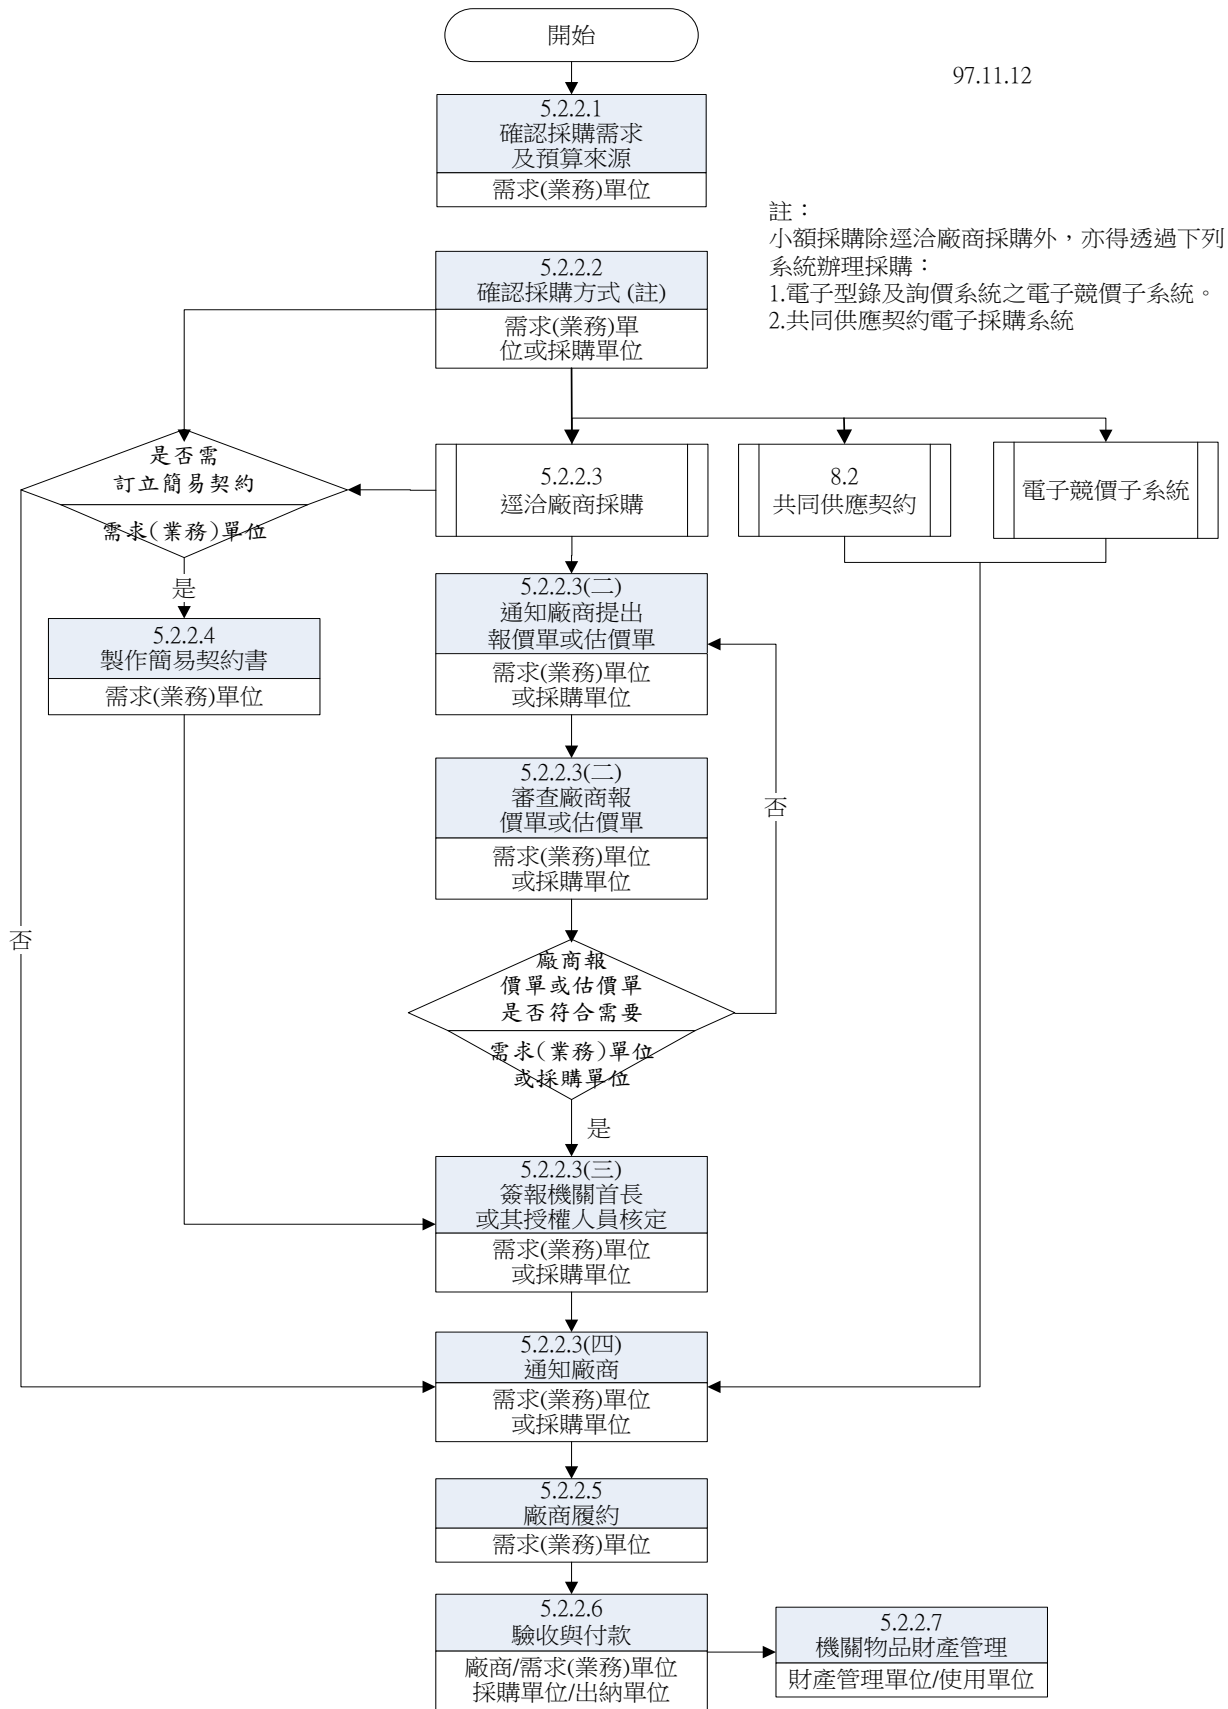 開始
97.11.12
5.2.2.1
確認採購需求
及預算來源
需求(業務)單位
註：
小額採購除逕洽廠商採購外，亦得透過下列
系統辦理採購：
1.電子型錄及詢價系統之電子競價子系統。
2.共同供應契約電子採購系統
5.2.2.2
確認採購方式 (註)
需求(業務)單
位或採購單位
是否需
訂立簡易契約
需求(業務)單位
5.2.2.3
逕洽廠商採購
8.2
共同供應契約
電子競價子系統
是
5.2.2.4
製作簡易契約書
需求(業務)單位
5.2.2.3(二)
通知廠商提出
報價單或估價單
需求(業務)單位
或採購單位
5.2.2.3(二)
審查廠商報
價單或估價單
需求(業務)單位
或採購單位
否
否
廠商報
價單或估價單
是否符合需要
需求(業務)單位
或採購單位
是
5.2.2.3(三)
簽報機關首長
或其授權人員核定
需求(業務)單位
或採購單位
5.2.2.3(四)
通知廠商
需求(業務)單位
或採購單位
5.2.2.5
廠商履約
需求(業務)單位
5.2.2.6
驗收與付款
廠商/需求(業務)單位
採購單位/出納單位
5.2.2.7
機關物品財產管理
財產管理單位/使用單位